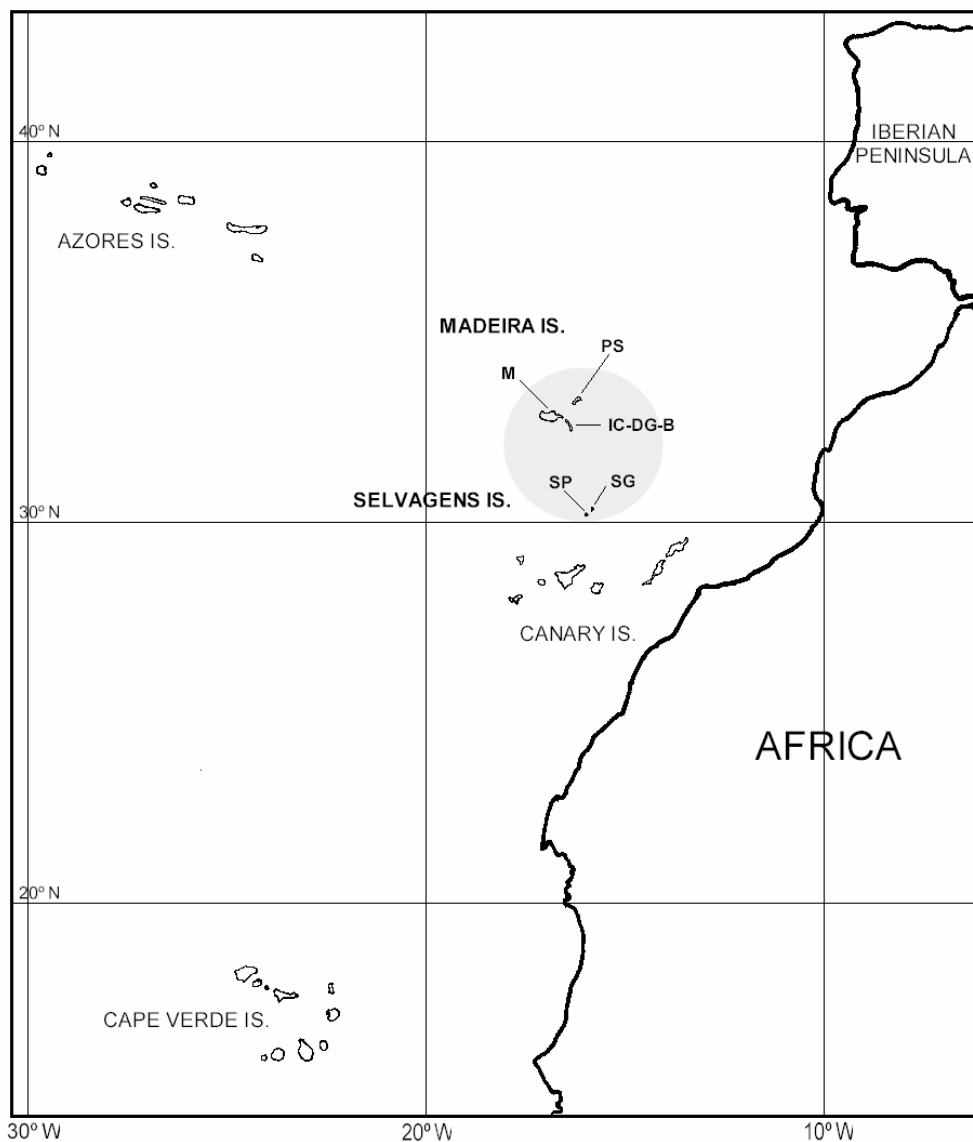 40° N
IBERIAN
PENINSULA
AZORES IS.
MADEIRA IS.
PS
M
IC-DG-B
SP
SG
SELVAGENS IS.
30° N
CANARY IS.
AFRICA
20° N
CAPE VERDE IS.
30° W
20° W
10° W